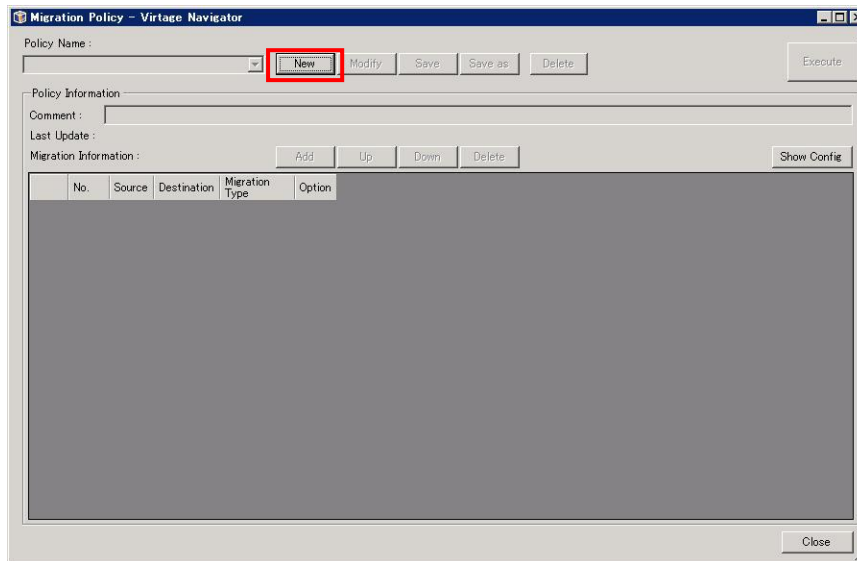 Migration Policy - Virtage Navigator
Policy Name :
New Modify Save Save as Delete Execute
Policy Information
Comment :
Last Update :
Migration Information : Add Up Down Delete Show Config
No. Source Destination Migration Type Option
Close